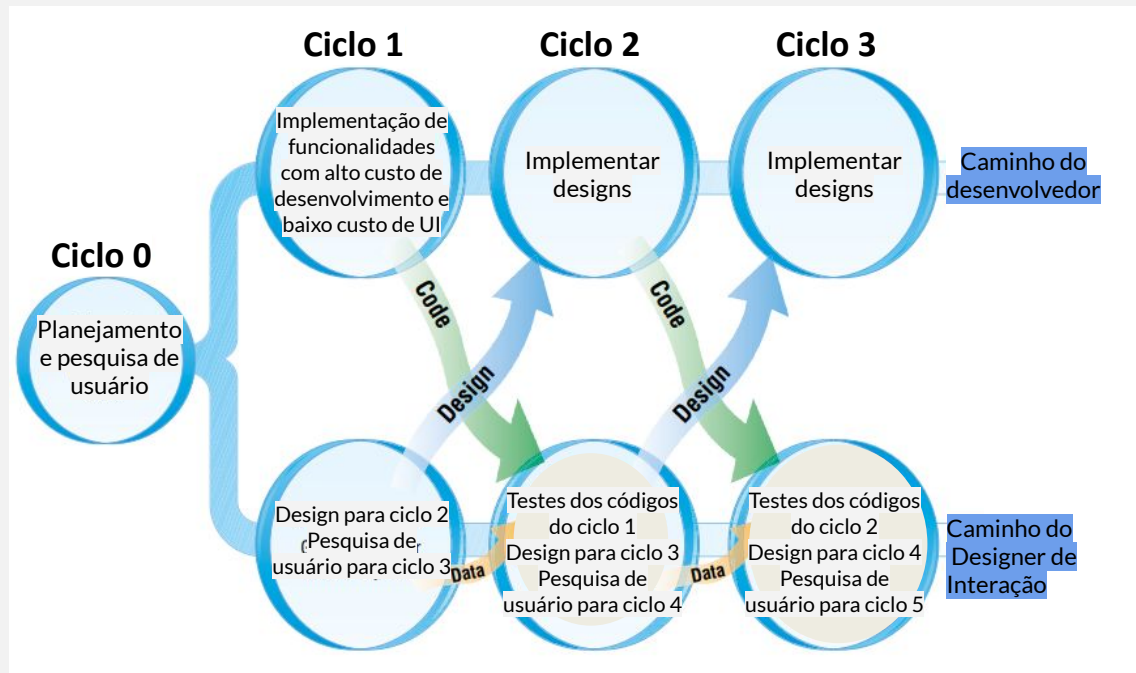 Ciclo 1
Ciclo 2
Ciclo 3
Implementação de
funcionalidades
com alto custo de
desenvolvimento e
baixo custo de UI
Implementar
designs
Implementar
designs
Caminho do
desenvolvedor
Ciclo 0
Planejamento
e pesquisa de
usuário
Code
Design
Code
Design
Design para ciclo 2
Pesquisa de
usuário para ciclo 3
Data
Testes dos códigos
do ciclo 1
Design para ciclo 3
Pesquisa de
usuário para ciclo 4
Data
Testes dos códigos
do ciclo 2
Design para ciclo 4
Pesquisa de
usuário para ciclo 5
Caminho do
Designer de
Interação